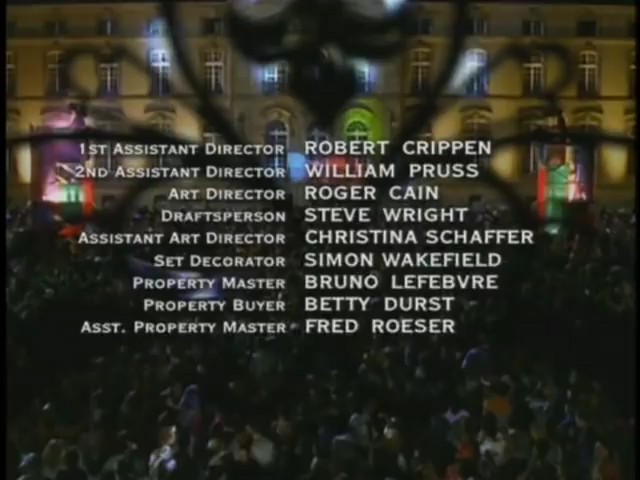 1ST ASSISTANT DIRECTOR ROBERT CRIPPEN
2ND ASSISTANT DIRECTOR WILLIAM PRUSS
ART DIRECTOR ROGER CAIN
DRAFTSPERSON STEVE WRIGHT
ASSISTANT ART DIRECTOR CHRISTINA SCHAFFER
SET DECORATOR SIMON WAKEFIELD
PROPERTY MASTER BRUNO LEFEBVRE
PROPERTY BUYER BETTY DURST
ASST. PROPERTY MASTER FRED ROESER